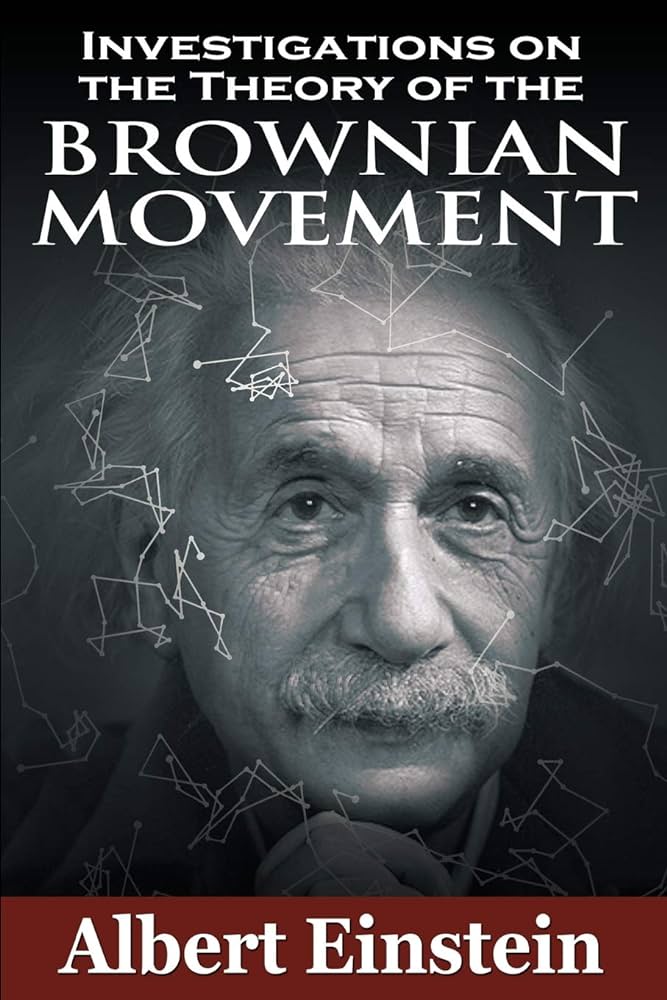 INVESTIGATIONS ON
THE THEORY OF THE
BROWNIAN
MOVEMENT
Albert Einstein